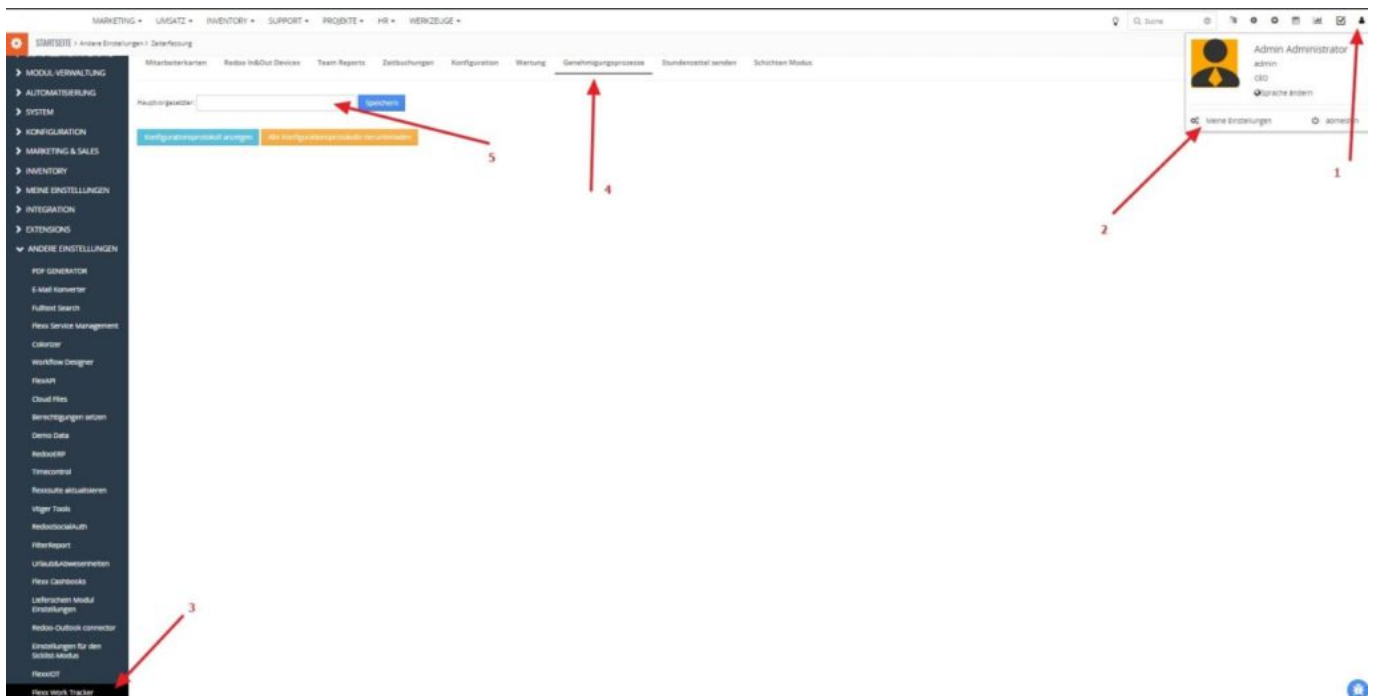 MARKETING UMSATZ INVENTORY SUPPORT PROJEKTE HR WERKZEUGE
Suche
STARTSEITE > Andere Einstellungen > Zeiterfassung
Mitarbeiterkarten Redoo In&Out Devices Team Reports Zeitbuchungen Konfiguration Wartung Genehmigungsprozesse Stundenzettel senden Schichten Modus
Admin Administrator
admin
CEO
Sprache ändern
Meine Einstellungen abmelden
1
2
4
Hauptvorgesetzter: Speichern
5
Konfigurationsprotokoll anzeigen Alle Konfigurationsprotokolle herunterladen
MODUL-VERWALTUNG
AUTOMATISIERUNG
SYSTEM
KONFIGURATION
MARKETING & SALES
INVENTORY
MEINE EINSTELLUNGEN
INTEGRATION
EXTENSIONS
ANDERE EINSTELLUNGEN
PDF GENERATOR
E-Mail Konverter
Fulltext Search
Flexx Service Management
Colorizer
Workflow Designer
FlexAPI
Cloud Files
Berechtigungen setzen
Demo Data
RedooERP
Timecontrol
flexxsuite aktualisieren
Vtiger Tools
RedooSocialAuth
FilterReport
Urlaub&Abwesenheiten
Flexx Cashbooks
Lieferschein Modul
Einstellungen
Redoo-Outlook connector
Einstellungen für den
Sicklist Modus
FlexxIOT
Flexx Work Tracker
3